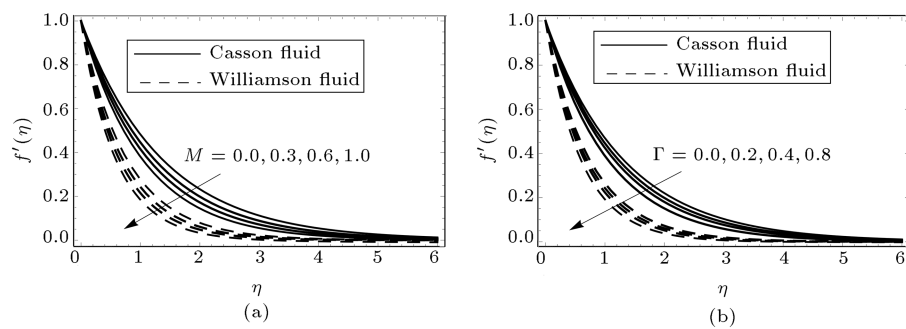 1.0
0.8
0.6
0.4
0.2
0.0
f′(η)
Casson fluid
Williamson fluid
M = 0.0, 0.3, 0.6, 1.0
0 1 2 3 4 5 6
η
(a)
1.0
0.8
0.6
0.4
0.2
0.0
f′(η)
Casson fluid
Williamson fluid
Γ = 0.0, 0.2, 0.4, 0.8
0 1 2 3 4 5 6
η
(b)